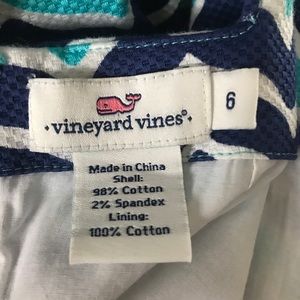 ·vineyard vines®·
6
Made in China
Shell:
98% Cotton
2% Spandex
Lining:
100% Cotton